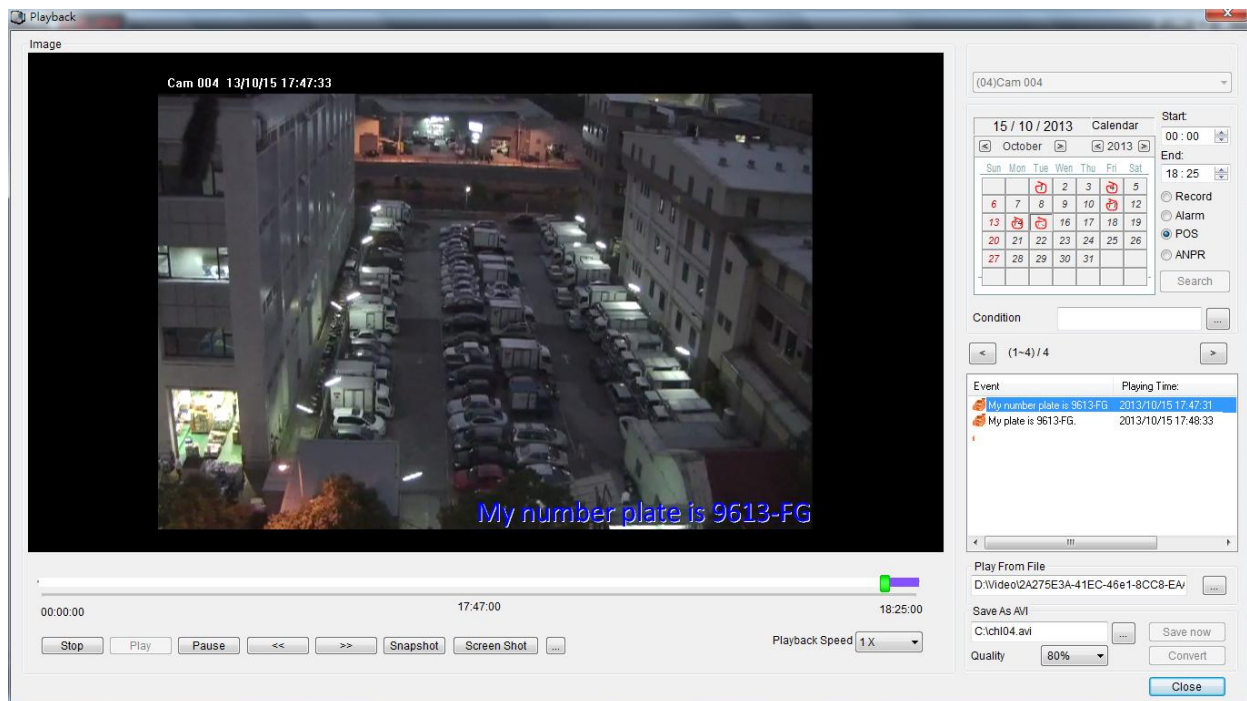 Playback
Image
Cam 004 13/10/15 17:47:33
My number plate is 9613-FG
00:00:00
17:47:00
18:25:00
Stop Play Pause << >> Snapshot Screen Shot ...
Playback Speed 1 X
(04)Cam 004
15 / 10 / 2013 Calendar
< October > < 2013 >
Sun Mon Tue Wen Thu Fri Sat
2 3 5
6 7 8 9 10 12
13 16 17 18 19
20 21 22 23 24 25 26
27 28 29 30 31
Start:
00 : 00
End:
18 : 25
Record
Alarm
POS
ANPR
Search
Condition ...
< (1~4) / 4 >
Event Playing Time:
My number plate is 9613-FG 2013/10/15 17:47:31
My plate is 9613-FG. 2013/10/15 17:48:33
Play From File
D:\Video\2A275E3A-41EC-46e1-8CC8-EA ...
Save As AVI
C:\chl04.avi ... Save now
Quality 80% Convert
Close